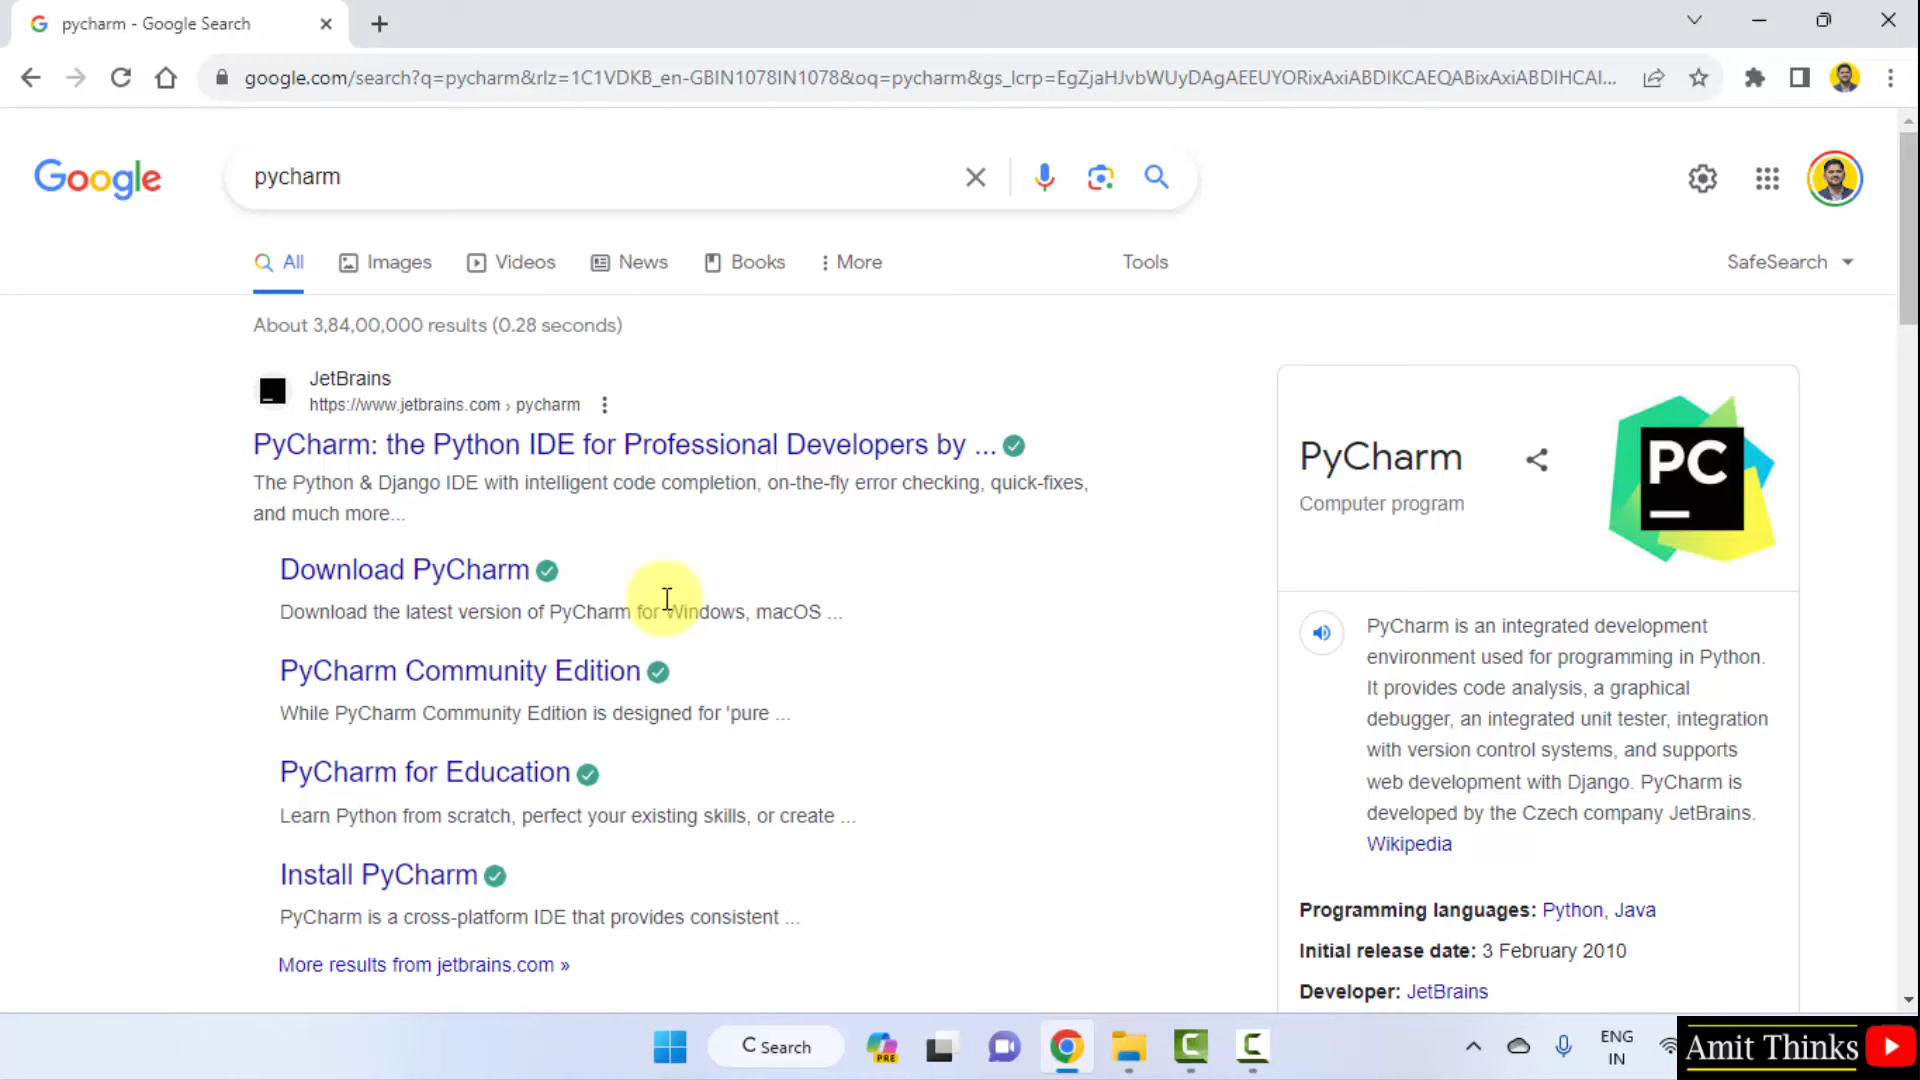 pycharm - Google Search
google.com/search?q=pycharm&rlz=1C1VDKB_en-GBIN1078IN1078&oq=pycharm&gs_lcrp=EgZjaHJvbWUyDAgAEEUYORixAxiABDIKCAEQABixAxiABDIHCAI...
Google
pycharm
All
Images
Videos
News
Books
More
Tools
SafeSearch
About 3,84,00,000 results (0.28 seconds)
JetBrains
https://www.jetbrains.com › pycharm
PyCharm: the Python IDE for Professional Developers by ...
The Python & Django IDE with intelligent code completion, on-the-fly error checking, quick-fixes,
and much more...
Download PyCharm
Download the latest version of PyCharm for Windows, macOS ...
PyCharm Community Edition
While PyCharm Community Edition is designed for 'pure ...
PyCharm for Education
Learn Python from scratch, perfect your existing skills, or create ...
Install PyCharm
PyCharm is a cross-platform IDE that provides consistent ...
More results from jetbrains.com »
PyCharm
Computer program
PC
PyCharm is an integrated development
environment used for programming in Python.
It provides code analysis, a graphical
debugger, an integrated unit tester, integration
with version control systems, and supports
web development with Django. PyCharm is
developed by the Czech company JetBrains.
Wikipedia
Programming languages: Python, Java
Initial release date: 3 February 2010
Developer: JetBrains
Search
PRE
ENG
IN
Amit Thinks